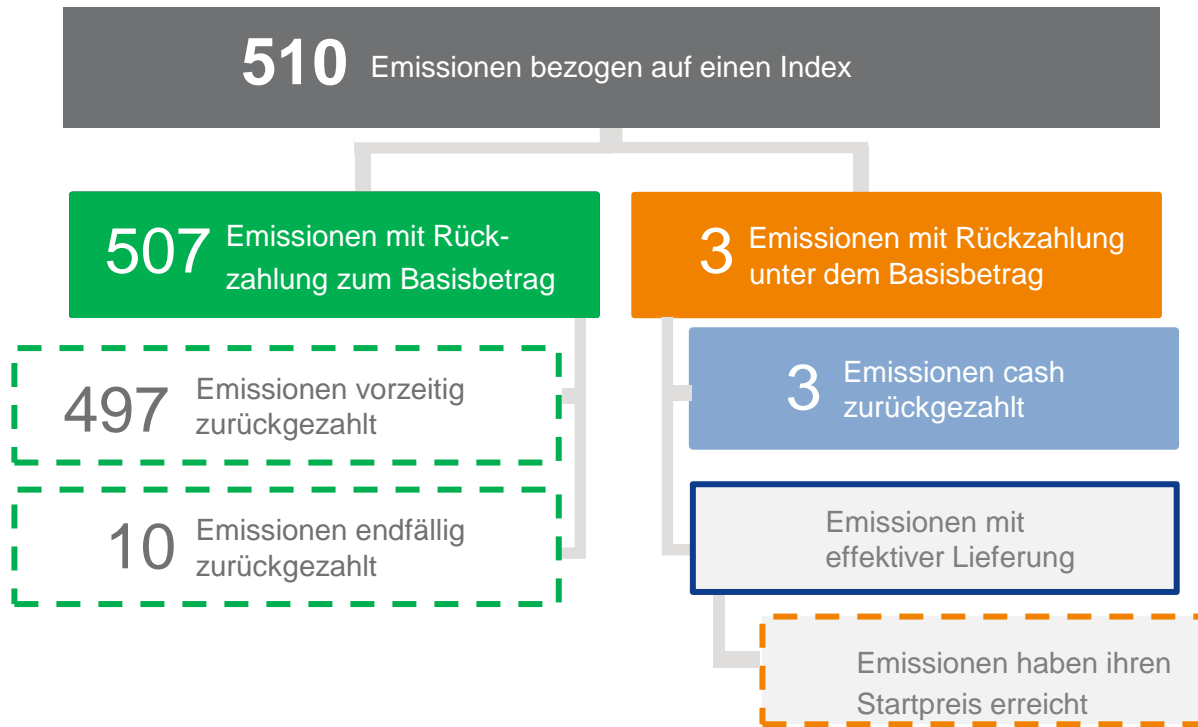 510 Emissionen bezogen auf einen Index
507 Emissionen mit Rück-
zahlung zum Basisbetrag
3 Emissionen mit Rückzahlung
unter dem Basisbetrag
497 Emissionen vorzeitig
zurückgezahlt
3 Emissionen cash
zurückgezahlt
10 Emissionen endfällig
zurückgezahlt
Emissionen mit
effektiver Lieferung
Emissionen haben ihren
Startpreis erreicht